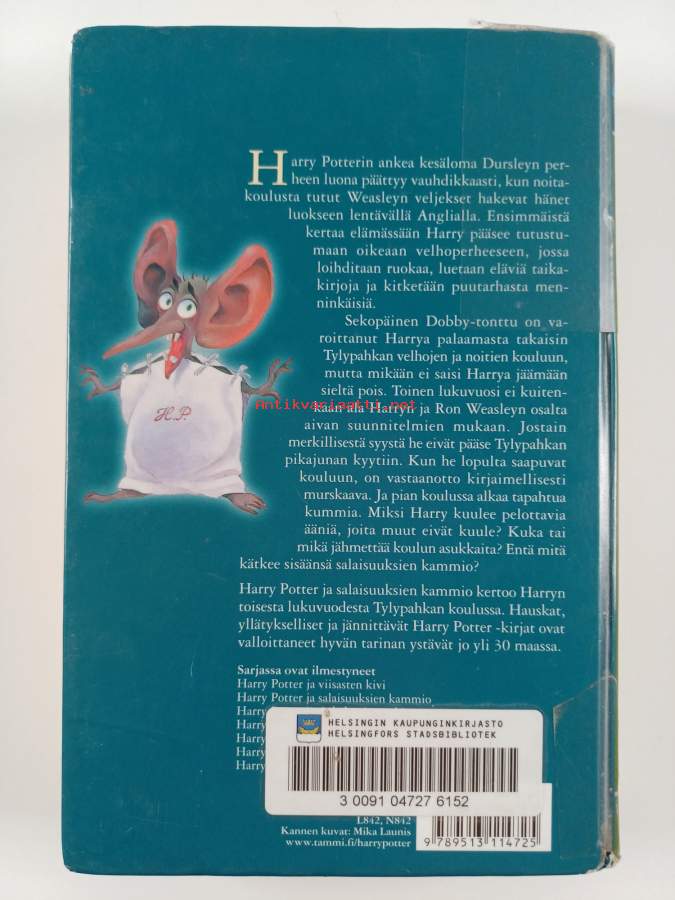 Harry Potterin ankea kesäloma Dursleyn per-
heen luona päättyy vauhdikkaasti, kun noita-
koulusta tutut Weasleyn veljekset hakevat hänet
luokseen lentävällä Anglialla. Ensimmäistä
kertaa elämässään Harry pääsee tutustu-
maan oikeaan velhoperheeseen, jossa
loihditaan ruokaa, luetaan eläviä taika-
kirjoja ja kitketään puutarhasta men-
ninkäisiä.
Sekopäinen Dobby-tonttu on va-
roittanut Harrya palaamasta takaisin
Tylypahkan velhojen ja noitien kouluun,
mutta mikään ei saisi Harrya jäämään
sieltä pois. Toinen lukuvuosi ei kuiten-
kaan ala Harryn ja Ron Weasleyn osalta
aivan suunnitelmien mukaan. Jostain
merkillisestä syystä he eivät pääse Tylypahkan
pikajunan kyytiin. Kun he lopulta saapuvat
kouluun, on vastaanotto kirjaimellisesti
murskaava. Ja pian koulussa alkaa tapahtua
kummia. Miksi Harry kuulee pelottavia
ääniä, joita muut eivät kuule? Kuka tai
mikä jähmettää koulun asukkaita? Entä mitä
kätkee sisäänsä salaisuuksien kammio?
H.P.
antikvariaatti.net
Harry Potter ja salaisuuksien kammio kertoo Harryn
toisesta lukuvuodesta Tylypahkan koulussa. Hauskat,
yllätykselliset ja jännittävät Harry Potter -kirjat ovat
valloittaneet hyvän tarinan ystävät jo yli 30 maassa.
Sarjassa ovat ilmestyneet
Harry Potter ja viisasten kivi
Harry Potter ja salaisuuksien kammio
Harry
Harry
Harry
Harry
Harry
HELSINGIN KAUPUNGINKIRJASTO
HELSINGFORS STADSBIBLIOTEK
3 0091 04727 6152
L842, N842
Kannen kuvat: Mika Launis
www.tammi.fi/harrypotter
9 789513 114725